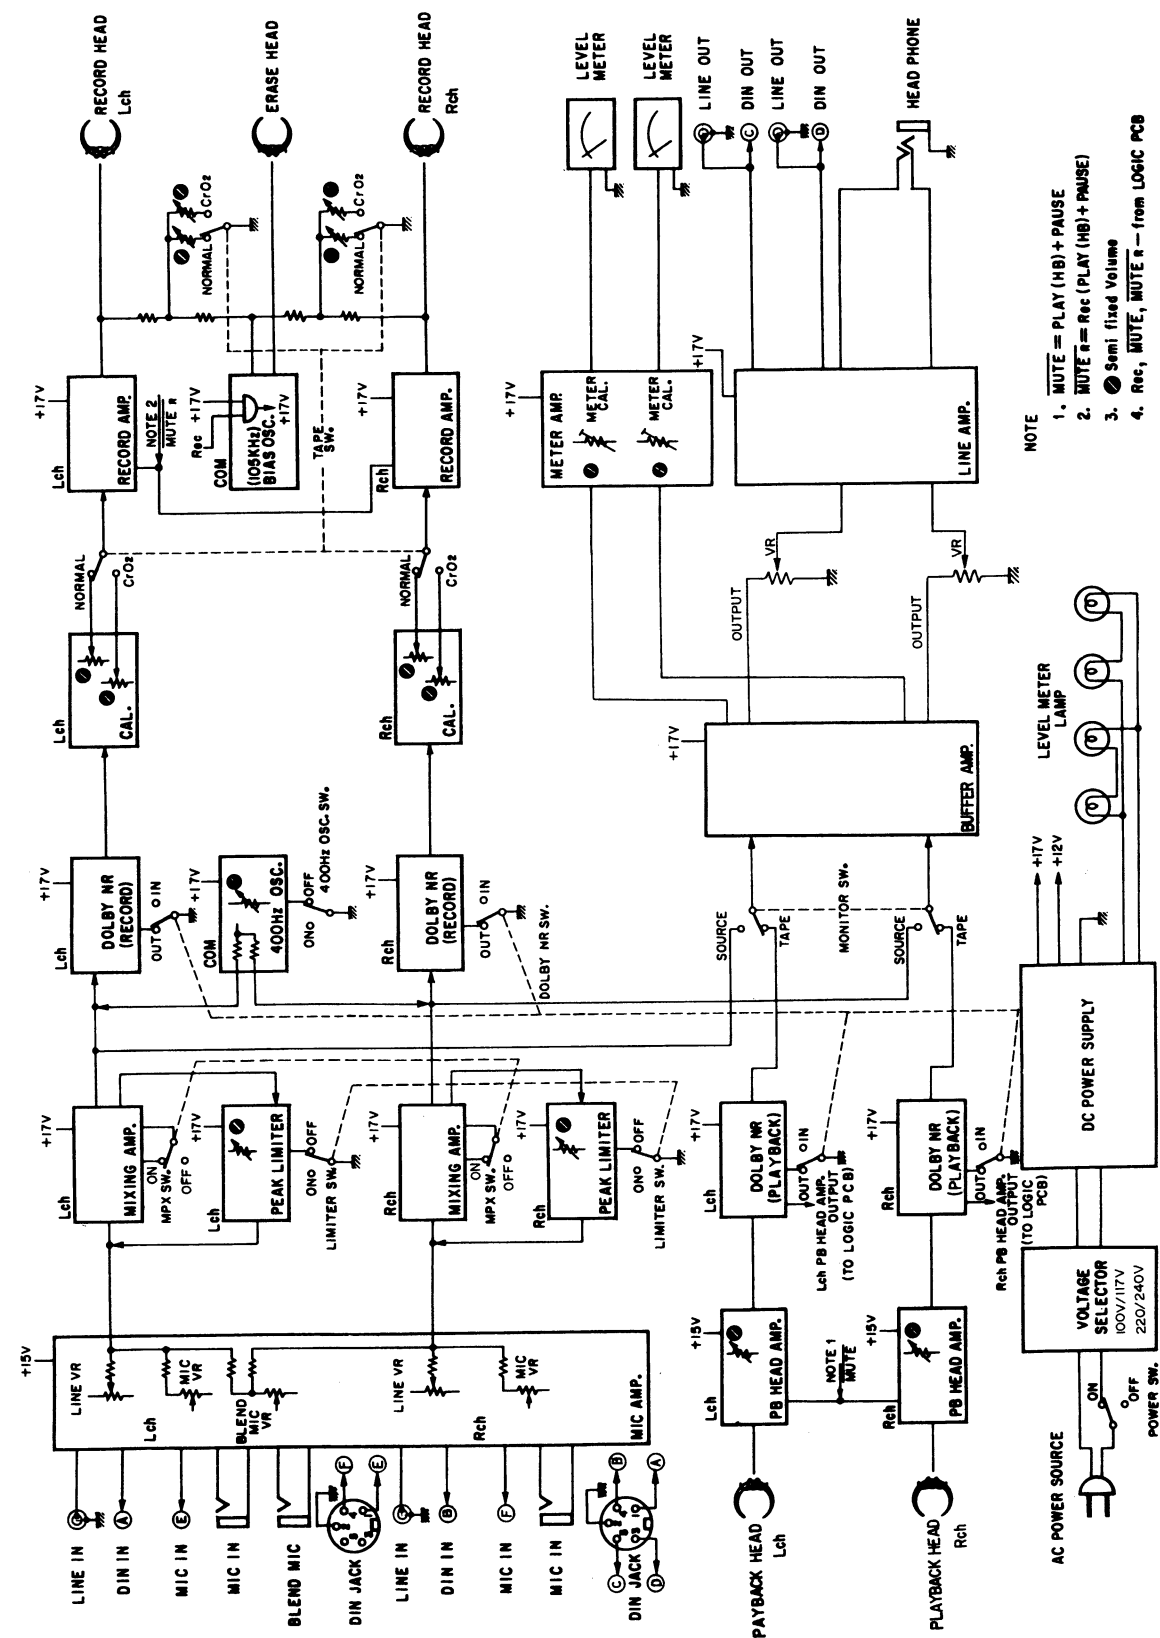 LINE IN
DIN IN
MIC IN
MIC IN
BLEND MIC
DIN JACK
LINE IN
DIN IN
MIC IN
MIC IN
DIN JACK
PAYBACK HEAD
Lch
PLAYBACK HEAD
Rch
AC POWER SOURCE
A
E
F
E
B
F
B
A
C
D
+15V
LINE VR
Lch
MIC
VR
BLEND
MIC
VR
LINE VR
Rch
MIC
VR
MIC AMP.
+15V
Lch
PB HEAD AMP.
NOTE 1
MUTE
+15V
Rch
PB HEAD AMP.
ON
OFF
POWER SW.
VOLTAGE
SELECTOR
100V/117V
220/240V
+17V
Lch
MIXING AMP.
ON
MPX SW.
OFF
+17V
Lch
PEAK LIMITER
ON
OFF
LIMITER SW.
+17V
Rch
MIXING AMP.
ON
MPX SW.
OFF
+17V
Rch
PEAK LIMITER
ON
OFF
LIMITER SW.
+17V
Lch
DOLBY NR
(PLAYBACK)
OUT
IN
Lch PB HEAD AMP.
OUTPUT
(TO LOGIC PCB)
+17V
Rch
DOLBY NR
(PLAYBACK)
OUT
IN
Rch PB HEAD AMP.
OUTPUT
(TO LOGIC
PCB)
DC POWER SUPPLY
+17V
+12V
+17V
Lch
DOLBY NR
(RECORD)
OUT
IN
+17V
COM
400Hz OSC.
ON
OFF
400Hz OSC. SW.
+17V
Rch
DOLBY NR
(RECORD)
OUT
IN
DOLBY NR SW.
SOURCE
TAPE
MONITOR SW.
SOURCE
TAPE
LEVEL METER
LAMP
Lch
CAL.
NORMAL
CrO2
Rch
CAL.
NORMAL
CrO2
+17V
BUFFER AMP.
OUTPUT
VR
OUTPUT
VR
+17V
Lch
RECORD AMP.
NOTE 2
MUTE R
Rec
+17V
COM
(105KHz)
BIAS OSC.
+17V
TAPE
SW.
+17V
Rch
RECORD AMP.
+17V
METER AMP.
METER
CAL.
METER
CAL.
+17V
LINE AMP.
NORMAL
CrO2
NORMAL
CrO2
RECORD HEAD
Lch
ERASE HEAD
RECORD HEAD
Rch
LEVEL
METER
LEVEL
METER
LINE OUT
C
DIN OUT
LINE OUT
D
DIN OUT
HEAD PHONE
NOTE
1. MUTE = PLAY (HB) + PAUSE
2. MUTE R = Rec (PLAY (HB) + PAUSE)
3. Semi fixed Volume
4. Rec, MUTE, MUTE R — from LOGIC PCB